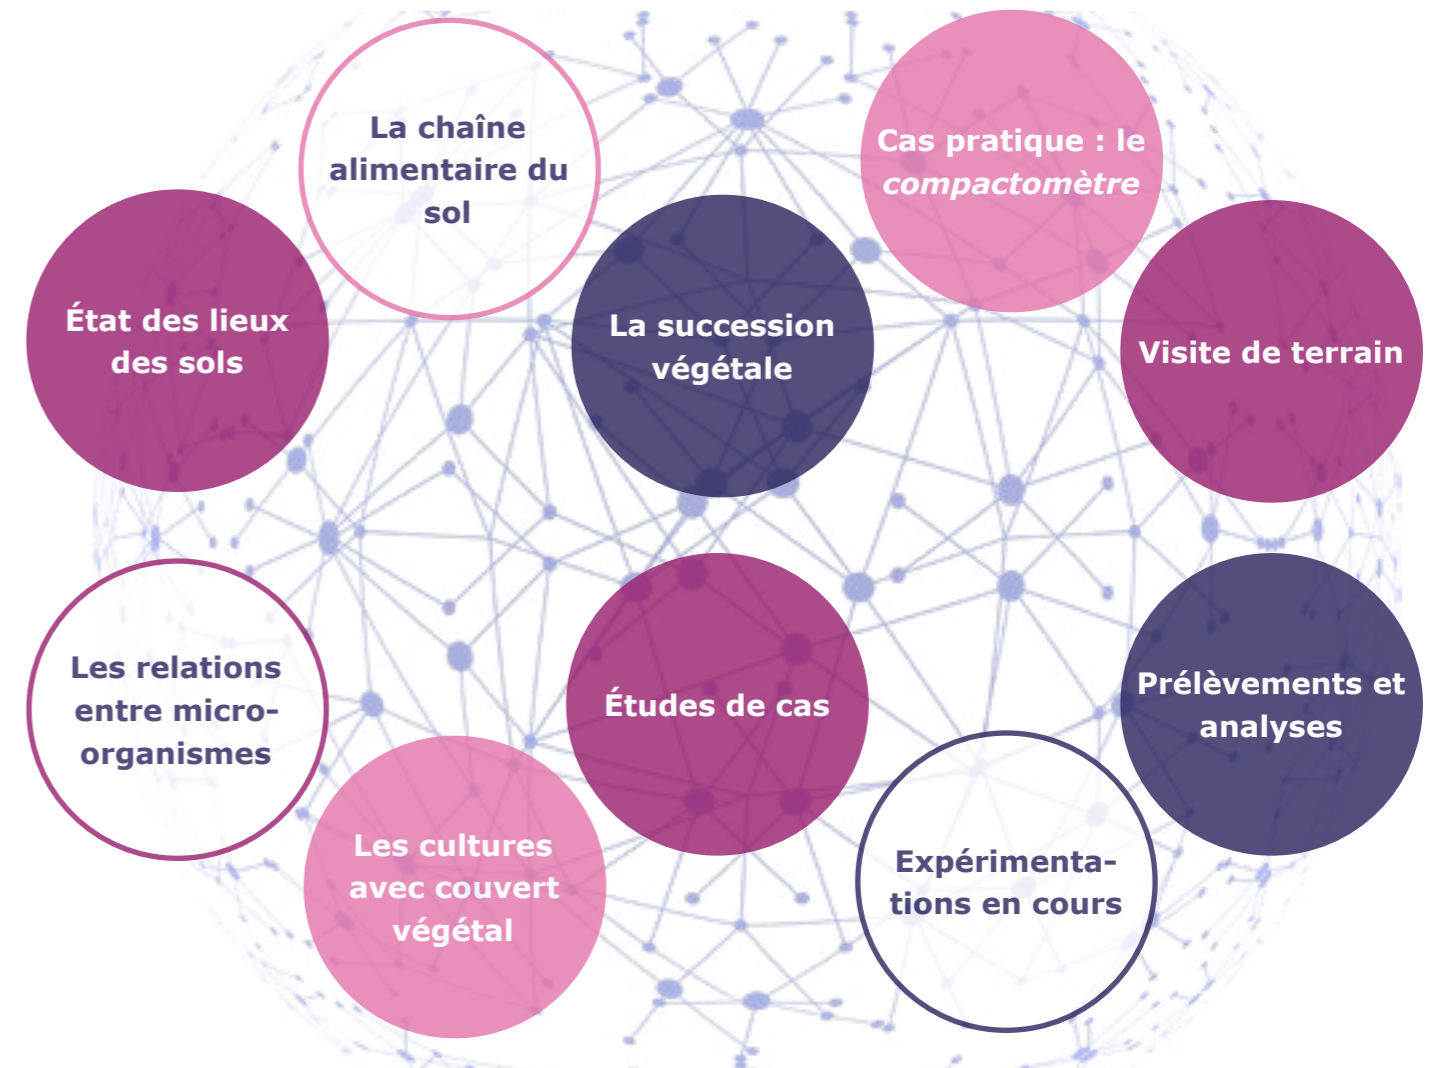 La chaîne
alimentaire du
sol
Cas pratique : le
compactomètre
État des lieux
des sols
La succession
végétale
Visite de terrain
Les relations
entre micro-
organismes
Études de cas
Prélèvements et
analyses
Les cultures
avec couvert
végétal
Expérimenta-
tions en cours